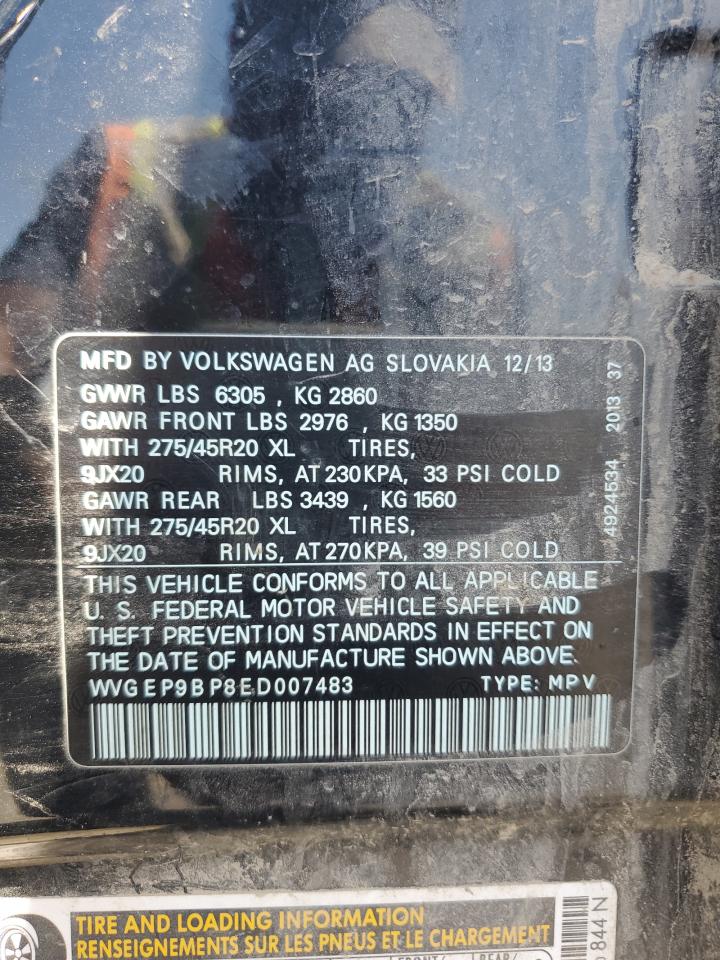 MFD BY VOLKSWAGEN AG SLOVAKIA 12/13
GVWR LBS 6305 , KG 2860
GAWR FRONT LBS 2976 , KG 1350
WITH 275/45R20 XL TIRES,
9JX20 RIMS, AT 230KPA, 33 PSI COLD
GAWR REAR LBS 3439 , KG 1560
WITH 275/45R20 XL TIRES,
9JX20 RIMS, AT 270KPA, 39 PSI COLD
THIS VEHICLE CONFORMS TO ALL APPLICABLE
U. S. FEDERAL MOTOR VEHICLE SAFETY AND
THEFT PREVENTION STANDARDS IN EFFECT ON
THE DATE OF MANUFACTURE SHOWN ABOVE.
WVGEP9BP8ED007483 TYPE: MPV
4924534 2013 37
TIRE AND LOADING INFORMATION
RENSEIGNEMENTS SUR LES PNEUS ET LE CHARGEMENT
844 N